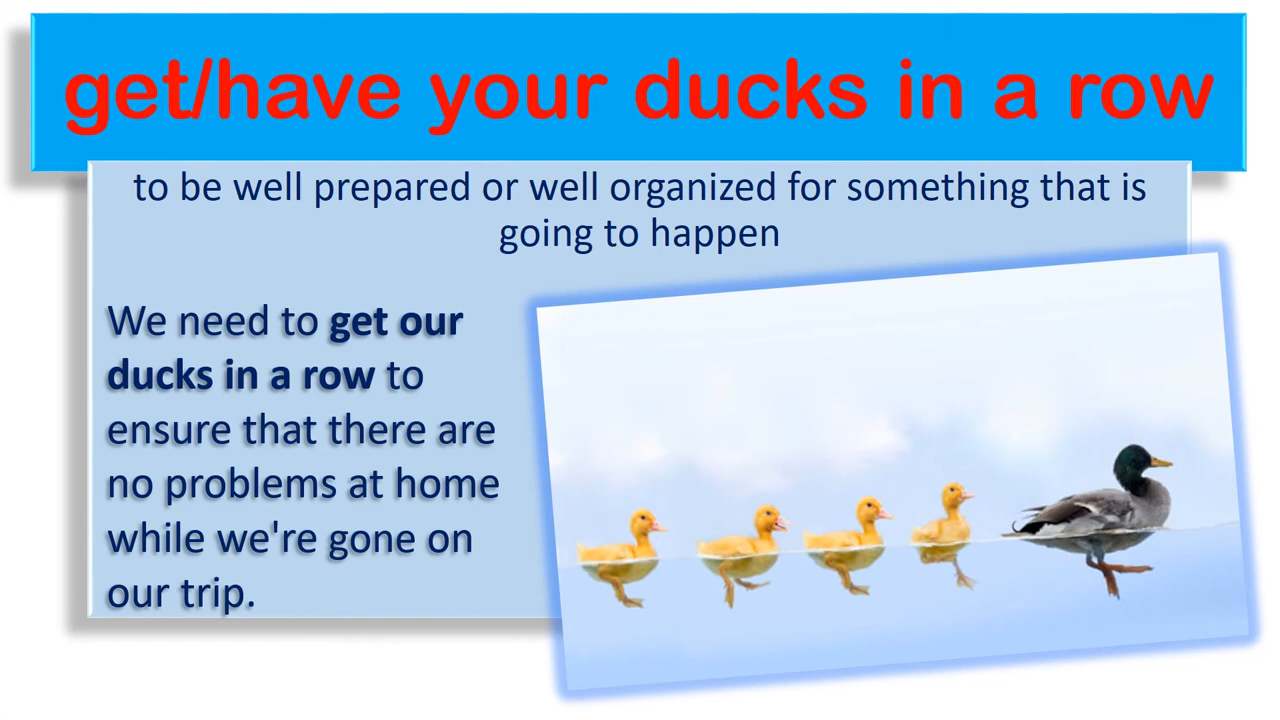 get/have your ducks in a row
to be well prepared or well organized for something that is
going to happen
We need to get our
ducks in a row to
ensure that there are
no problems at home
while we're gone on
our trip.